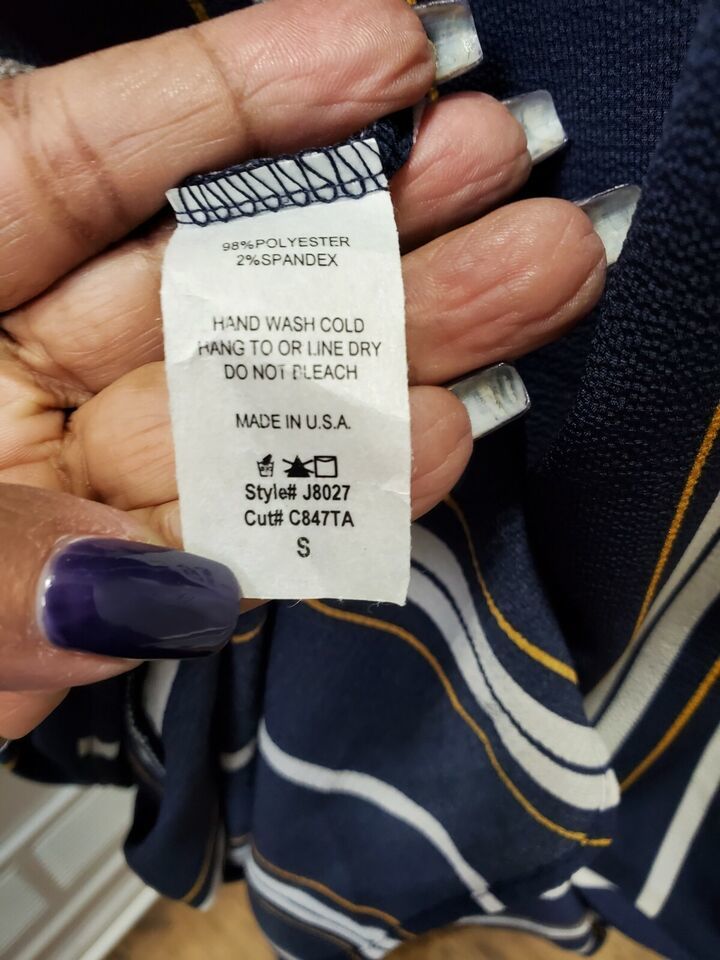 98%POLYESTER
2%SPANDEX
HAND WASH COLD
HANG TO OR LINE DRY
DO NOT BLEACH
MADE IN U.S.A.
Style# J8027
Cut# C847TA
S